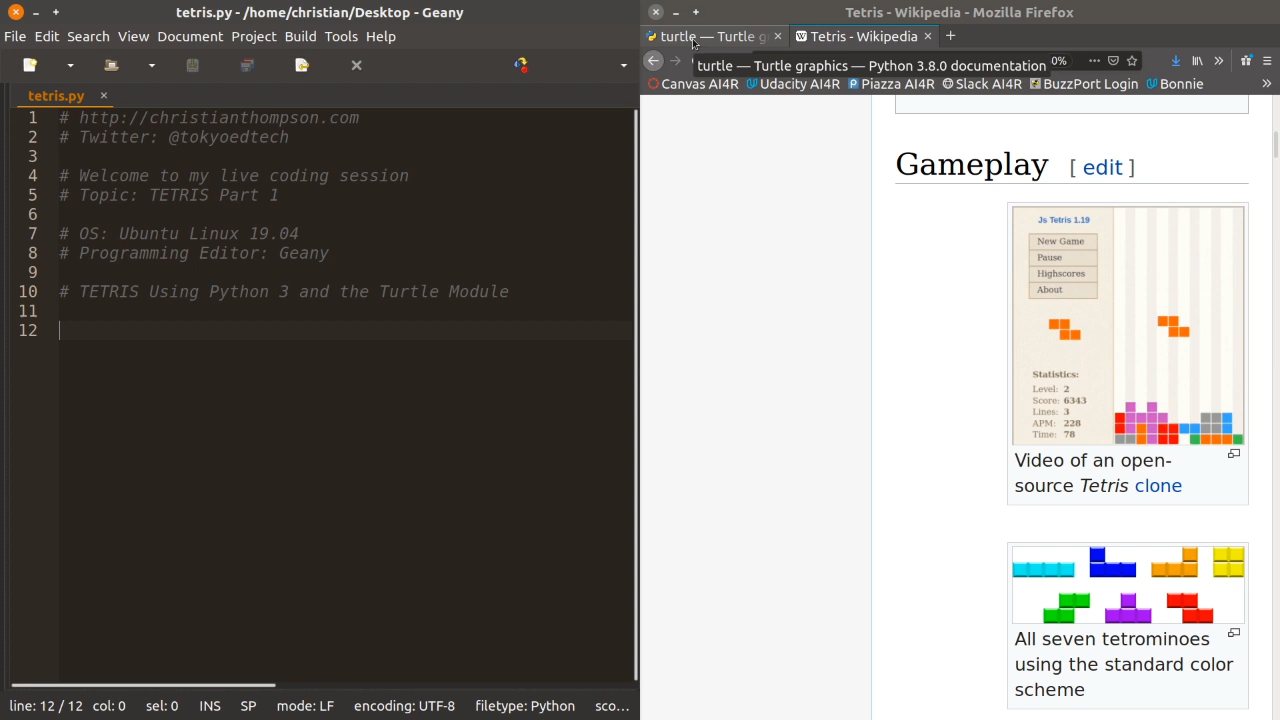 tetris.py - /home/christian/Desktop - Geany
File Edit Search View Document Project Build Tools Help
tetris.py ×
1 # http://christianthompson.com
2 # Twitter: @tokyoedtech
3
4 # Welcome to my live coding session
5 # Topic: TETRIS Part 1
6
7 # OS: Ubuntu Linux 19.04
8 # Programming Editor: Geany
9
10 # TETRIS Using Python 3 and the Turtle Module
11
12
line: 12 / 12 col: 0 sel: 0 INS SP mode: LF encoding: UTF-8 filetype: Python sco...
Tetris - Wikipedia - Mozilla Firefox
turtle — Turtle g × Tetris - Wikipedia × +
turtle — Turtle graphics — Python 3.8.0 documentation 0%
Canvas AI4R Udacity AI4R Piazza AI4R Slack AI4R BuzzPort Login Bonnie »
Gameplay [ edit ]
Js Tetris 1.19
New Game
Pause
Highscores
About
Statistics:
Level: 2
Score: 6343
Lines: 3
APM: 228
Time: 78
Video of an open-
source Tetris clone
All seven tetrominoes
using the standard color
scheme